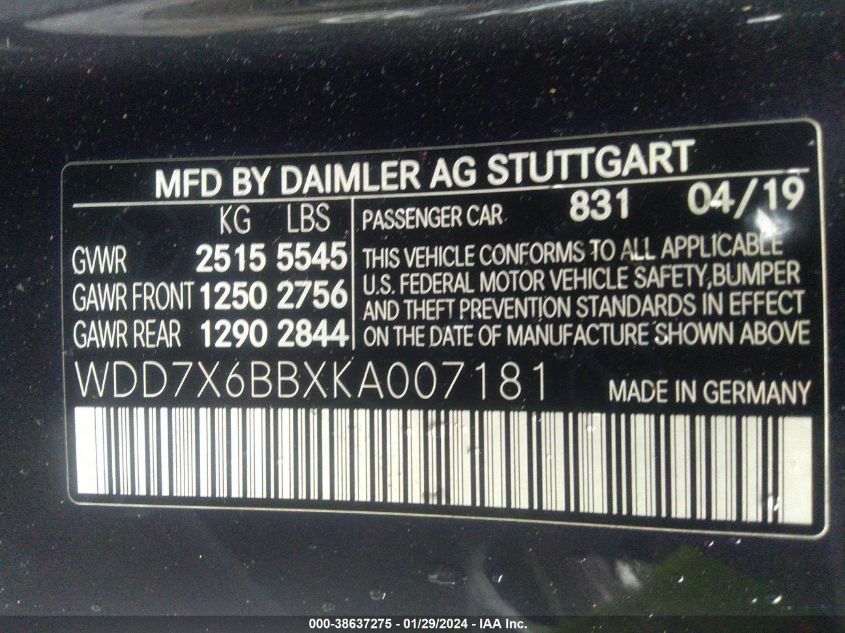 MFD BY DAIMLER AG STUTTGART
KG LBS
GVWR 2515 5545
GAWR FRONT 1250 2756
GAWR REAR 1290 2844
PASSENGER CAR 831 04/19
THIS VEHICLE CONFORMS TO ALL APPLICABLE
U.S. FEDERAL MOTOR VEHICLE SAFETY, BUMPER
AND THEFT PREVENTION STANDARDS IN EFFECT
ON THE DATE OF MANUFACTURE SHOWN ABOVE
WDD7X6BBXKA007181 MADE IN GERMANY
000-38637275 - 01/29/2024 - IAA Inc.